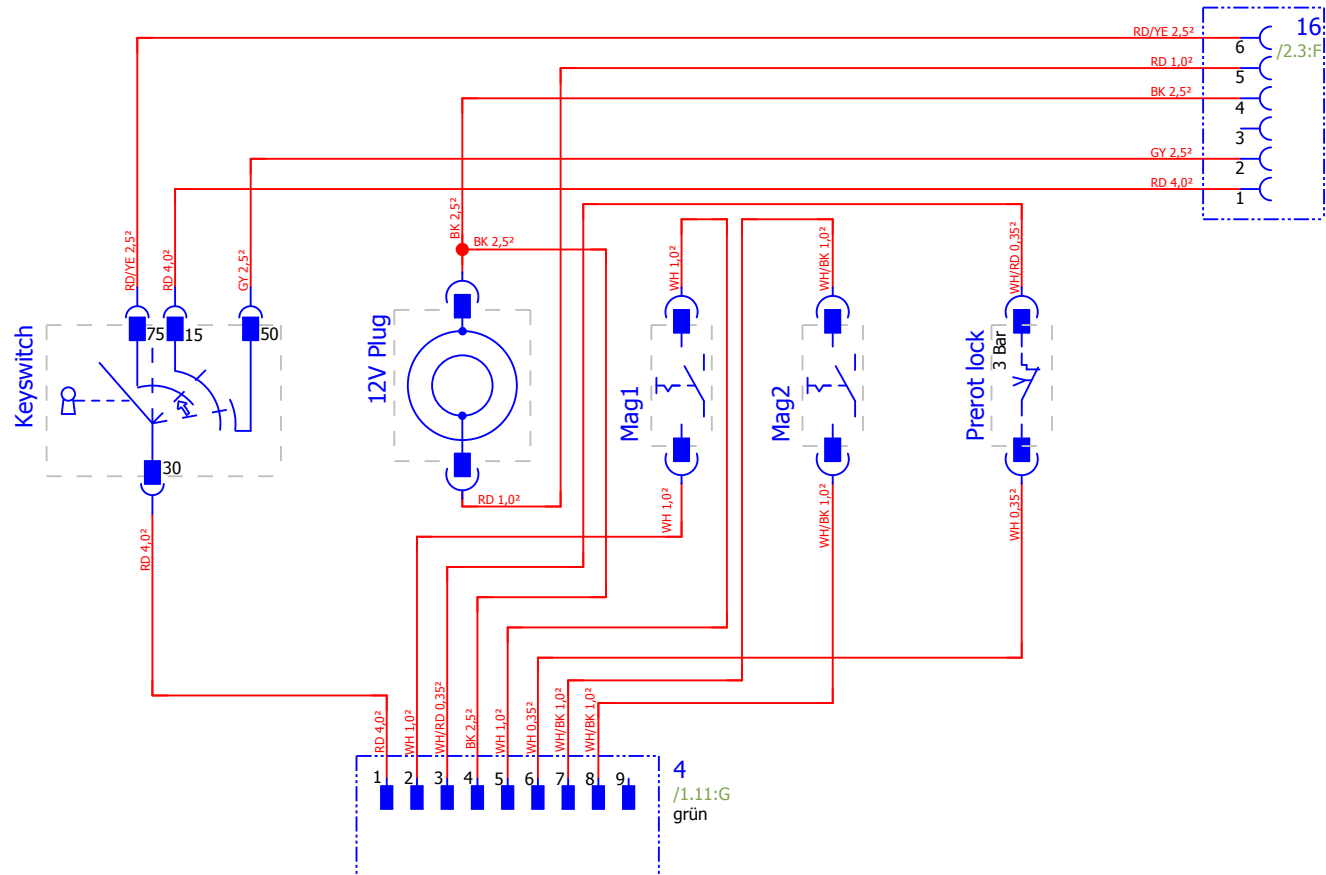 RD/YE 2,5²
16
6
/2.3:F
RD 1,0²
5
BK 2,5²
4
3
GY 2,5²
2
RD 4,0²
1
RD/YE 2,5²
RD 4,0²
GY 2,5²
BK 2,5²
BK 2,5²
WH 1,0²
WH/BK 1,0²
WH/RD 0,35²
Keyswitch
75
15
50
30
12V Plug
Mag1
Mag2
Prerot lock
3 Bar
RD 1,0²
RD 4,0²
WH 1,0²
WH/BK 1,0²
WH 0,35²
RD 4,0²
WH 1,0²
WH/RD 0,35²
BK 2,5²
WH 1,0²
WH 0,35²
WH/BK 1,0²
WH/BK 1,0²
1
2
3
4
5
6
7
8
9
4
/1.11:G
grün